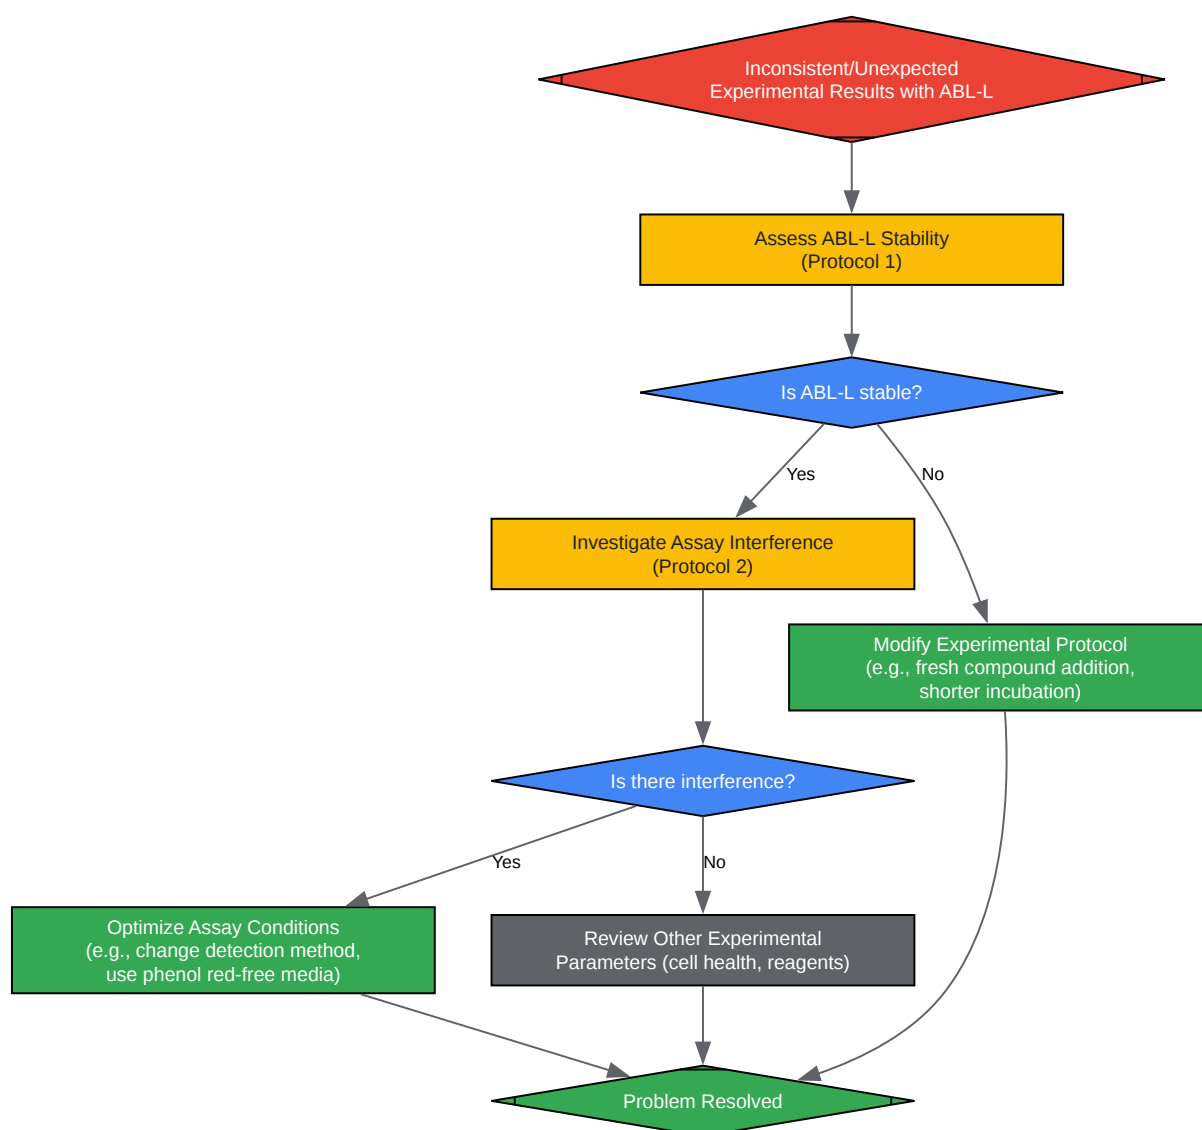 Inconsistent/Unexpected
Experimental Results with ABL-L
Assess ABL-L Stability
(Protocol 1)
Is ABL-L stable?
Yes
No
Investigate Assay Interference
(Protocol 2)
Modify Experimental Protocol
(e.g., fresh compound addition,
shorter incubation)
Is there interference?
Yes
No
Optimize Assay Conditions
(e.g., change detection method,
use phenol red-free media)
Review Other Experimental
Parameters (cell health, reagents)
Problem Resolved